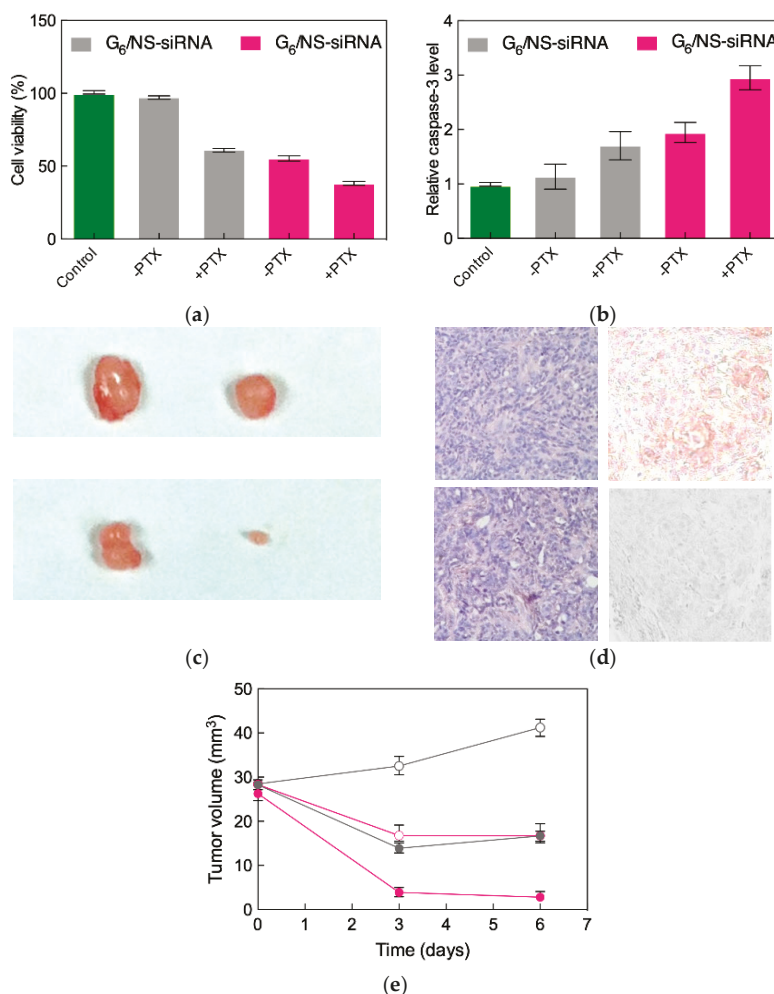 150
100
50
0
Cell viability (%)
G6/NS-siRNA
G6/NS-siRNA
Control
-PTX
+PTX
-PTX
+PTX
(a)
4
3
2
1
0
Relative caspase-3 level
G6/NS-siRNA
G6/NS-siRNA
Control
-PTX
+PTX
-PTX
+PTX
(b)
(c)
(d)
50
40
30
20
10
0
Tumor volume (mm3)
0 1 2 3 4 5 6 7
Time (days)
(e)